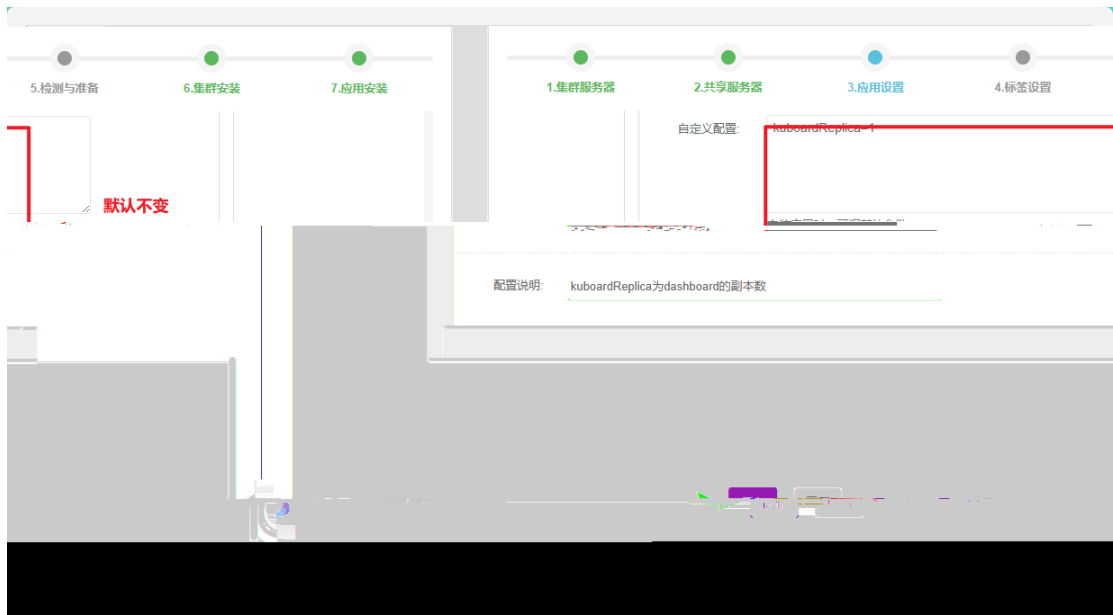 5.检测与准备
6.集群安装
7.应用安装
1.集群服务器
2.共享服务器
3.应用设置
4.标签设置
自定义配置:
kuboardReplica=1
默认不变
配置说明:
kuboardReplica为dashboard的副本数